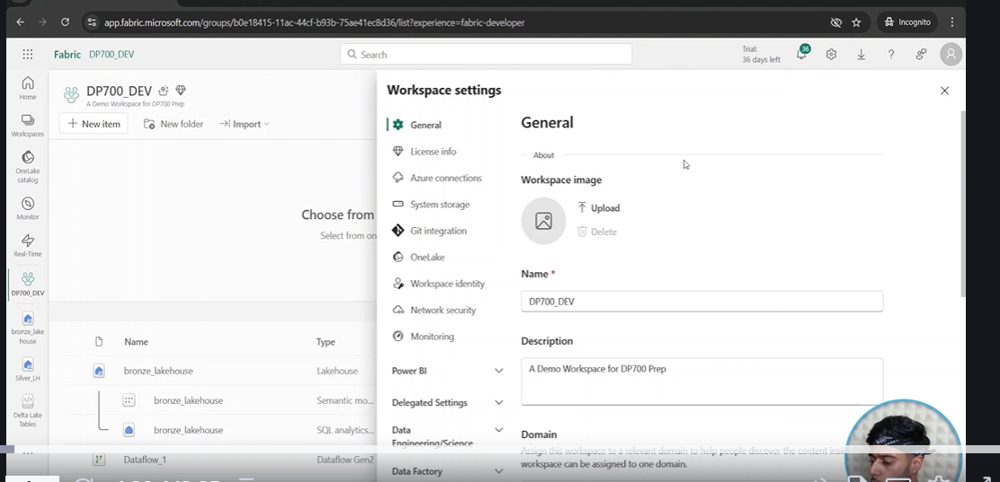 app.fabric.microsoft.com/groups/b0e18415-11ac-44cf-b93b-75ae41ec8d36/list?experience=fabric-developer
Incognito
Fabric DP700_DEV
Search
Trial:
36 days left
36
Home
Workspaces
OneLake
catalog
Monitor
Real-Time
DP700_DEV
bronze_lake
house
Silver_LH
Delta Lake
Tables
DP700_DEV
A Demo Workspace for DP700 Prep
New item
New folder
Import
Choose from
Select from on
Name
Type
bronze_lakehouse
Lakehouse
bronze_lakehouse
Semantic mo...
bronze_lakehouse
SQL analytics...
Dataflow_1
Dataflow Gen2
Workspace settings
General
License info
Azure connections
System storage
Git integration
OneLake
Workspace identity
Network security
Monitoring
Power BI
Delegated Settings
Data
Engineering/Science
Data Factory
General
About
Workspace image
Upload
Delete
Name *
DP700_DEV
Description
A Demo Workspace for DP700 Prep
Domain
Assign this workspace to a relevant domain to help people discover the content
workspace can be assigned to one domain.